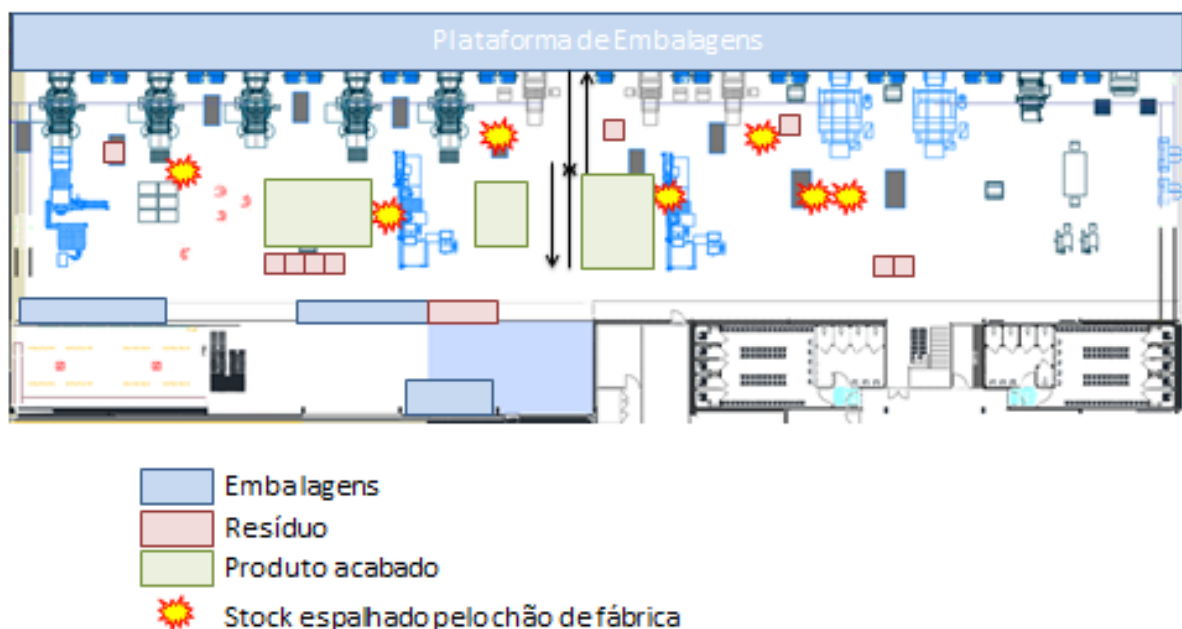 Plataforma de Embalagens
Embalagens
Resíduo
Produto acabado
Stock espalhado pelo chão de fábrica